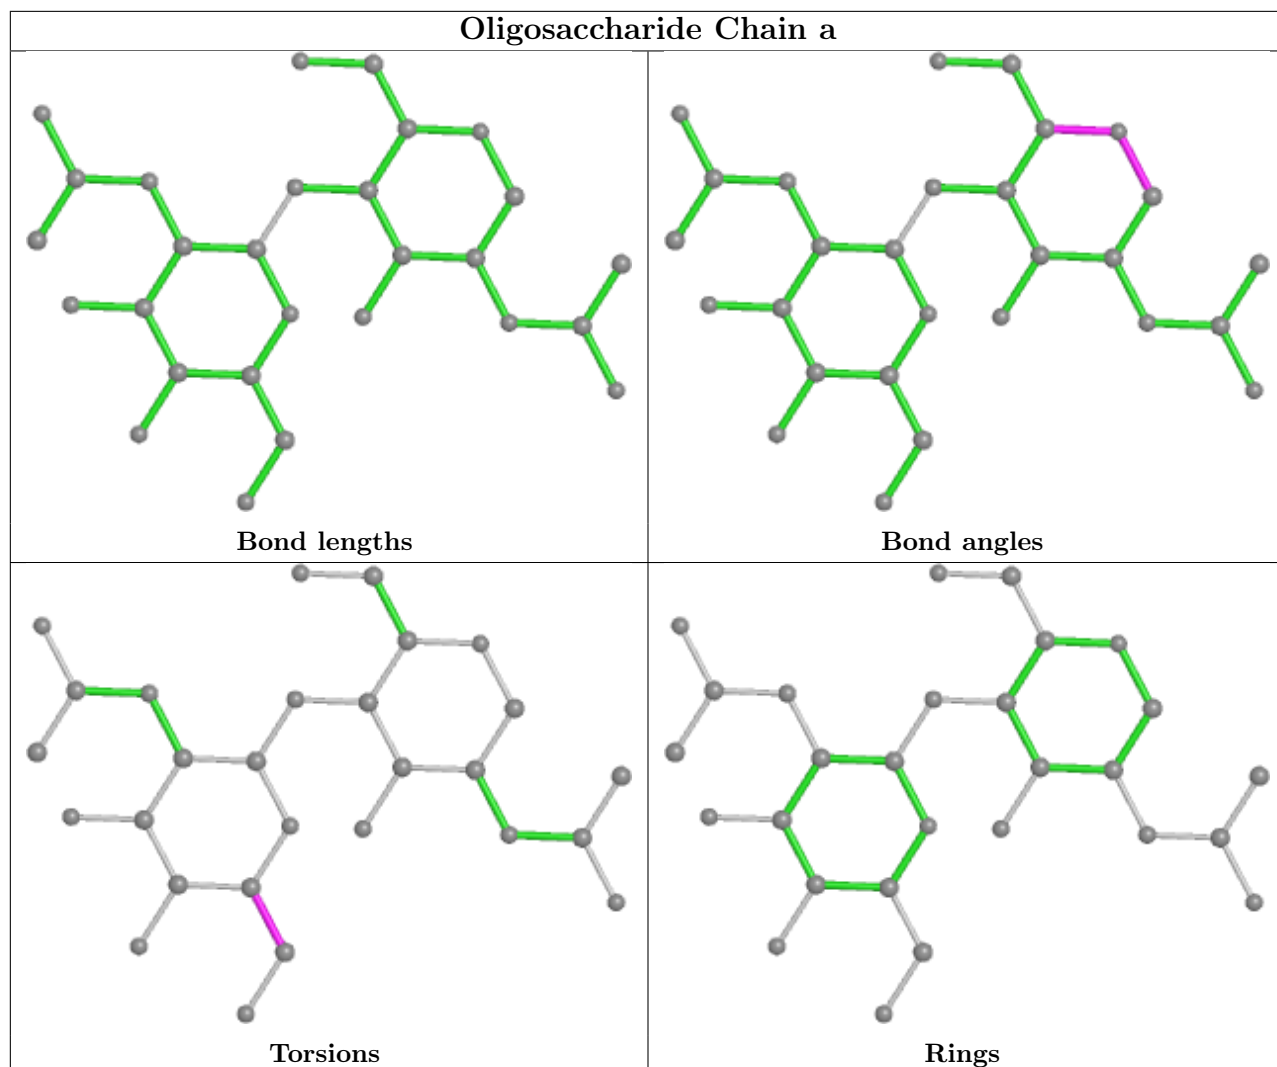 Oligosaccharide Chain a
Bond lengths
Bond angles
Torsions
Rings